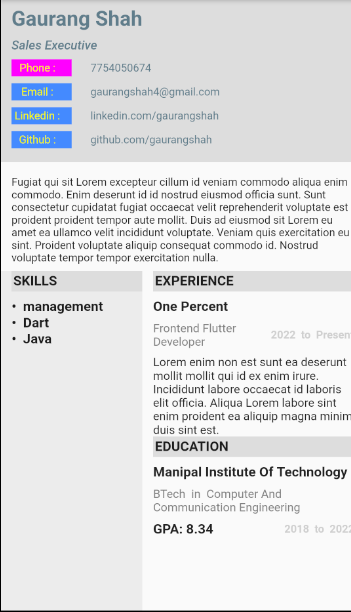 Gaurang Shah
Sales Executive
Phone : 7754050674
Email : gaurangshah4@gmail.com
Linkedin : linkedin.com/gaurangshah
Github : github.com/gaurangshah
Fugiat qui sit Lorem excepteur cillum id veniam commodo aliqua enim
commodo. Enim deserunt id id nostrud eiusmod officia sunt. Sunt
consectetur cupidatat fugiat occaecat velit reprehenderit voluptate est
proident proident tempor aute mollit. Duis ad eiusmod sit Lorem eu
amet ea ullamco velit incididunt voluptate. Veniam quis exercitation eu
sint. Proident voluptate aliquip consequat commodo id. Nostrud
voluptate tempor tempor exercitation nulla.
SKILLS
• management
• Dart
• Java
EXPERIENCE
One Percent
Frontend Flutter
Developer
2022 to Present
Lorem enim non est sunt ea deserunt
mollit mollit qui id ex enim irure.
Incididunt labore occaecat id laboris
elit officia. Aliqua Lorem labore sint
enim proident ea aliquip magna minim
duis sint est.
EDUCATION
Manipal Institute Of Technology
BTech in Computer And
Communication Engineering
GPA: 8.34 2018 to 2022